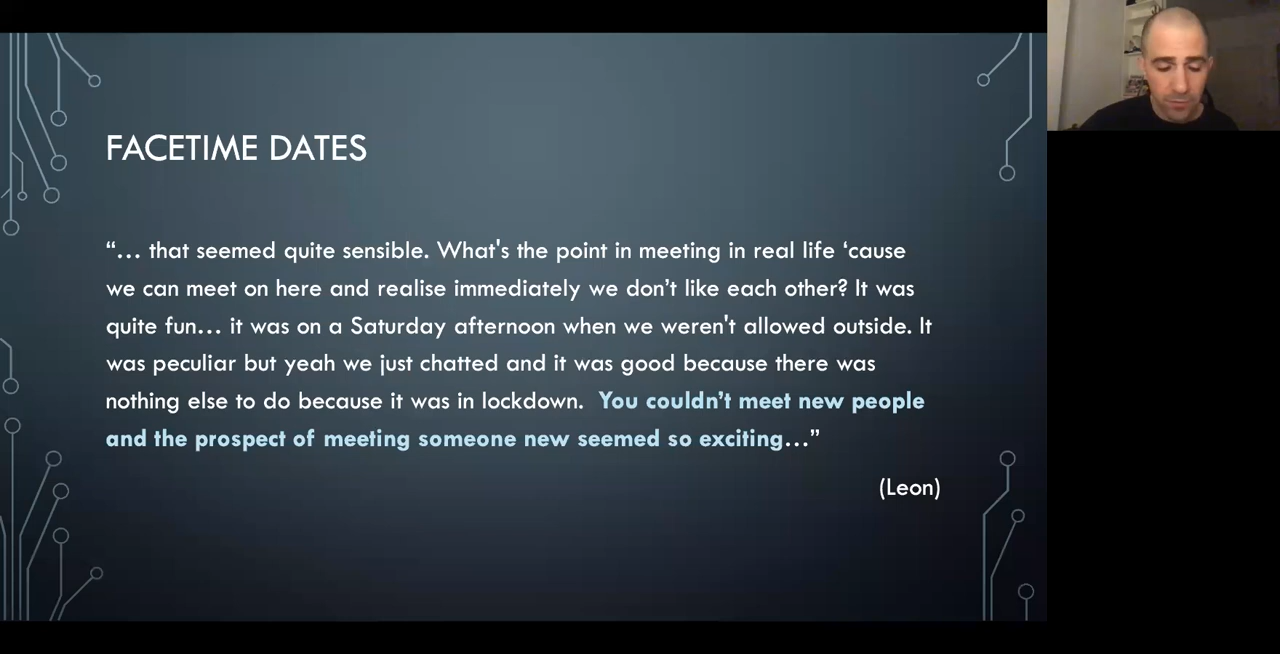 FACETIME DATES
“… that seemed quite sensible. What's the point in meeting in real life ‘cause
we can meet on here and realise immediately we don’t like each other? It was
quite fun… it was on a Saturday afternoon when we weren't allowed outside. It
was peculiar but yeah we just chatted and it was good because there was
nothing else to do because it was in lockdown.  You couldn’t meet new people
and the prospect of meeting someone new seemed so exciting…”
(Leon)